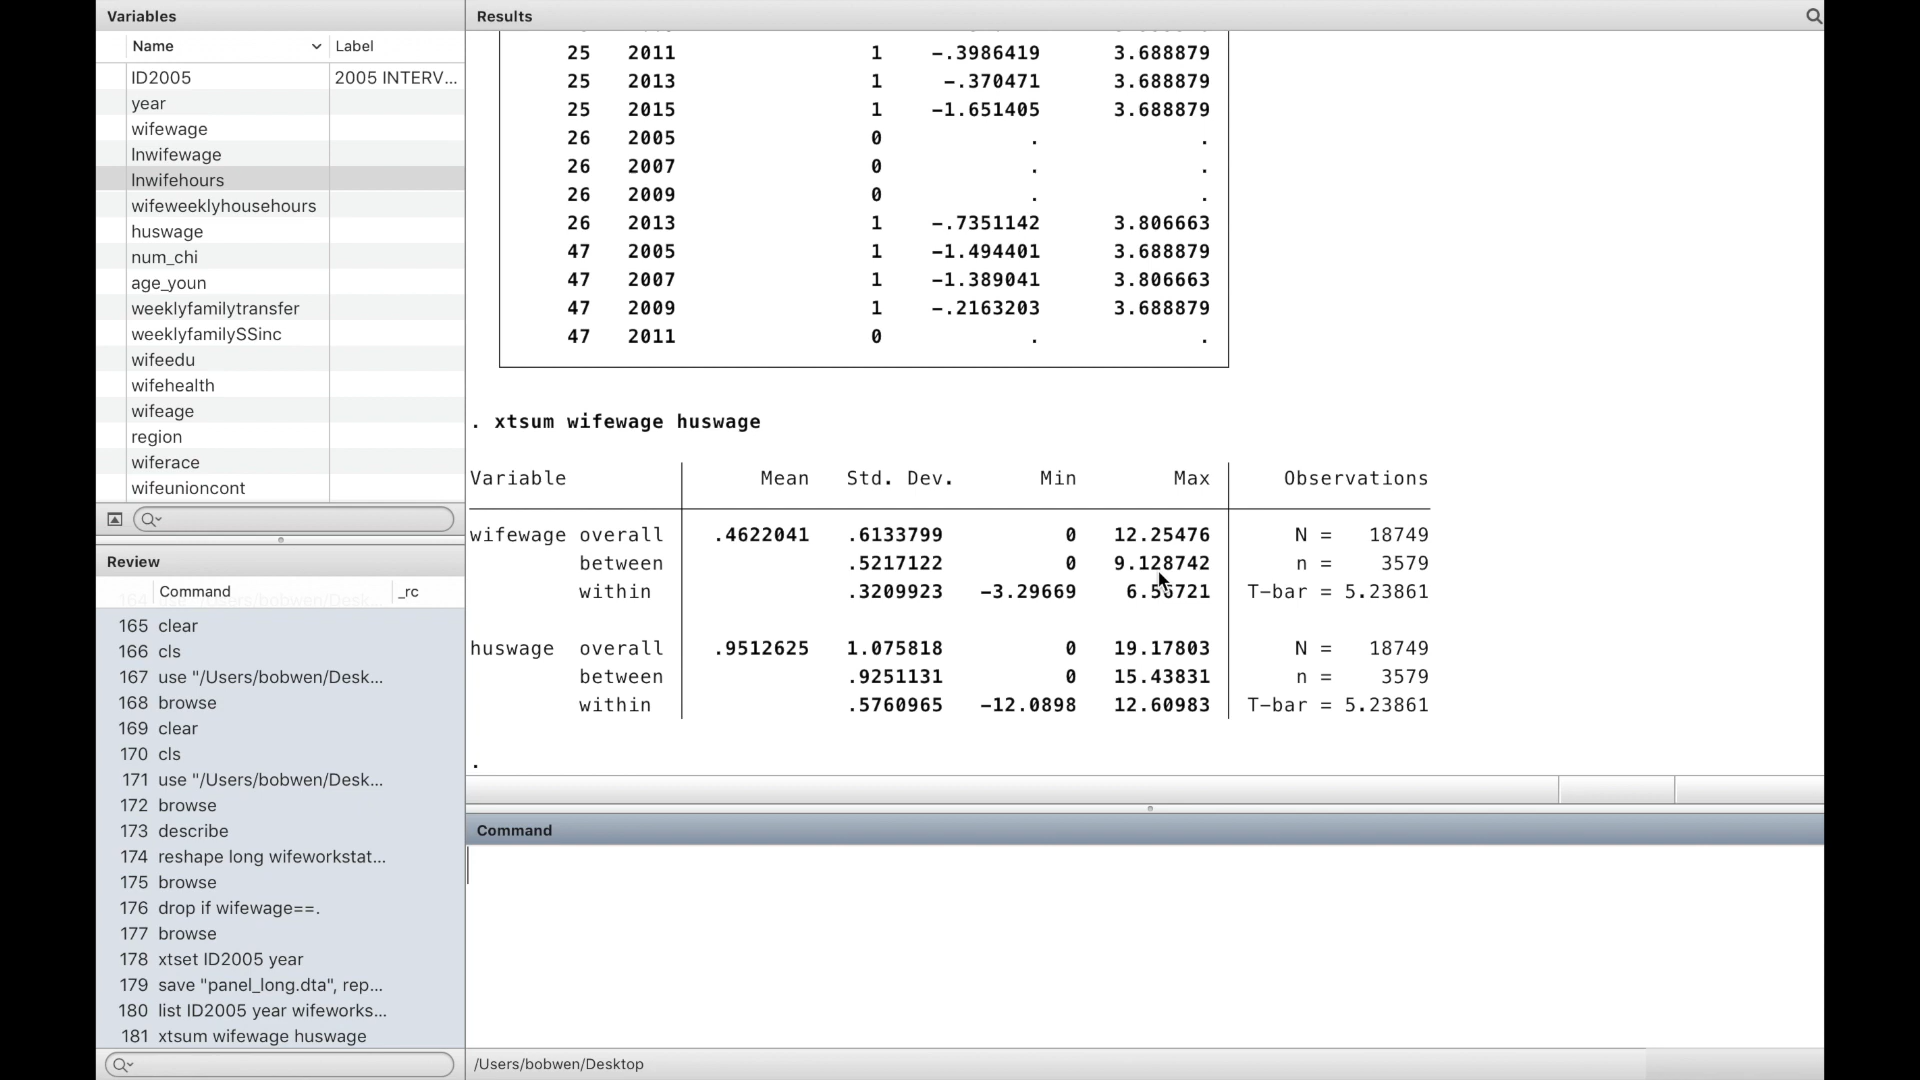 Variables
Name Label
ID2005 2005 INTERV...
year
wifewage
lnwifewage
lnwifehours
wifeweeklyhousehours
huswage
num_chi
age_youn
weeklyfamilytransfer
weeklyfamilySSinc
wifeedu
wifehealth
wifeage
region
wiferace
wifeunioncont
Review
Command _rc
165 clear
166 cls
167 use "/Users/bobwen/Desk...
168 browse
169 clear
170 cls
171 use "/Users/bobwen/Desk...
172 browse
173 describe
174 reshape long wifeworkstat...
175 browse
176 drop if wifewage==.
177 browse
178 xtset ID2005 year
179 save "panel_long.dta", rep...
180 list ID2005 year wifeworks...
181 xtsum wifewage huswage
Results
25 2011 1 -.3986419 3.688879
25 2013 1 -.370471 3.688879
25 2015 1 -1.651405 3.688879
26 2005 0 . .
26 2007 0 . .
26 2009 0 . .
26 2013 1 -.7351142 3.806663
47 2005 1 -1.494401 3.688879
47 2007 1 -1.389041 3.806663
47 2009 1 -.2163203 3.688879
47 2011 0 . .
. xtsum wifewage huswage
Variable Mean Std. Dev. Min Max Observations
wifewage overall .4622041 .6133799 0 12.25476 N = 18749
between .5217122 0 9.128742 n = 3579
within .3209923 -3.29669 6.56721 T-bar = 5.23861
huswage overall .9512625 1.075818 0 19.17803 N = 18749
between .9251131 0 15.43831 n = 3579
within .5760965 -12.0898 12.60983 T-bar = 5.23861
.
Command
/Users/bobwen/Desktop